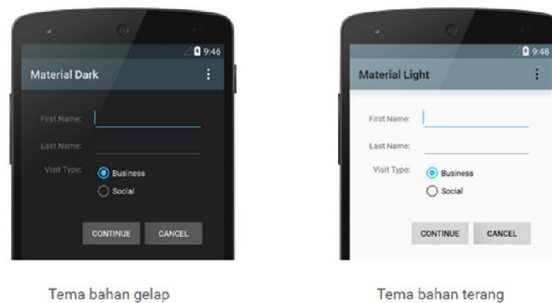 9:46
Material Dark
First Name:
Last Name:
Visit Type:
Business
Social
CONTINUE CANCEL
Tema bahan gelap
9:48
Material Light
First Name:
Last Name:
Visit Type:
Business
Social
CONTINUE CANCEL
Tema bahan terang